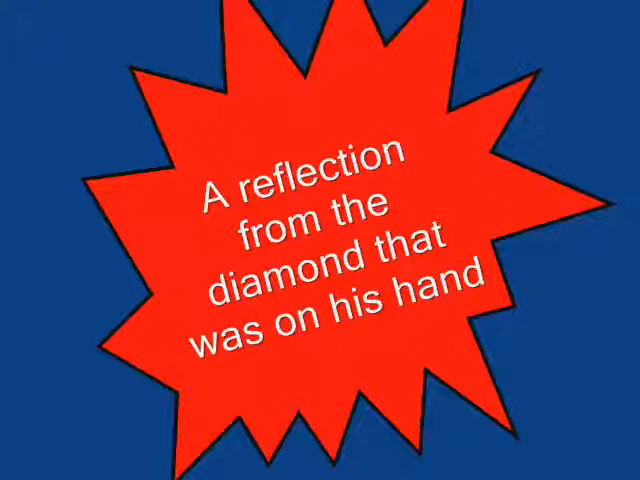 A reflection
from the
diamond that
was on his hand